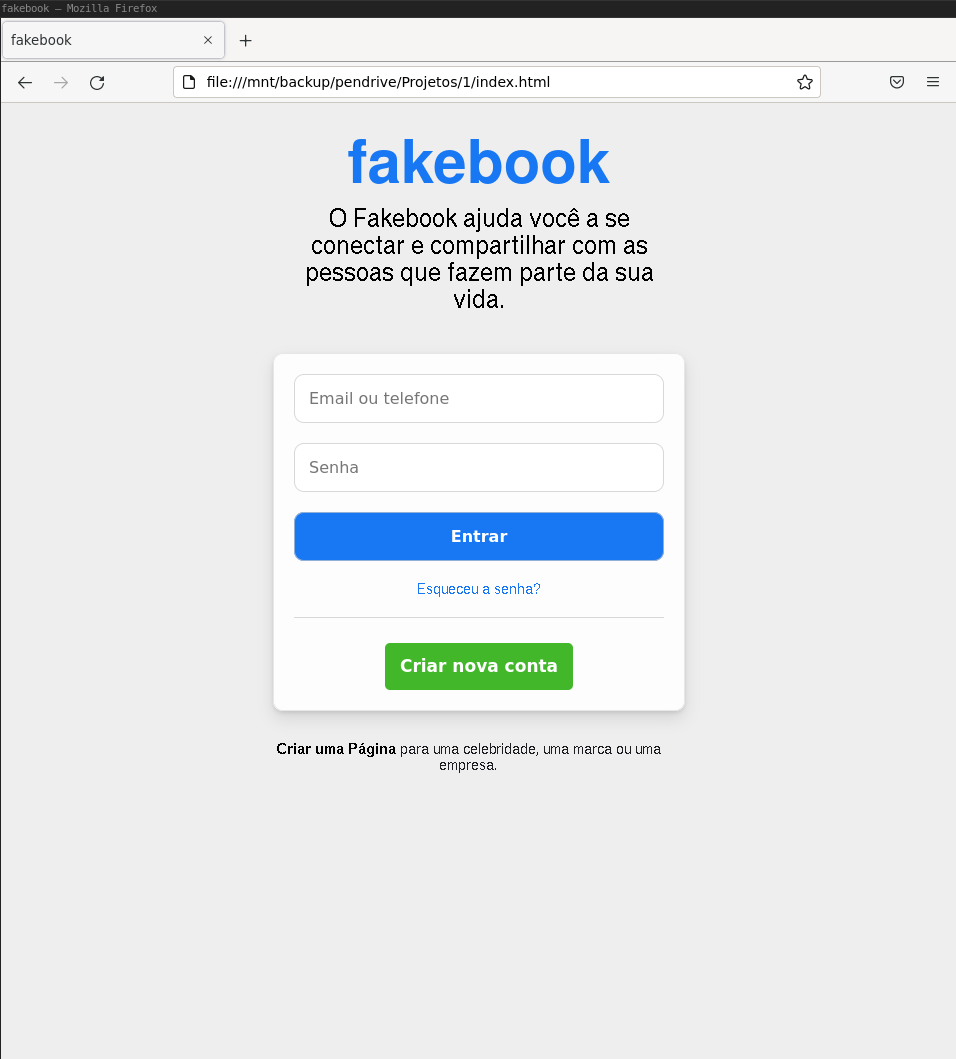 fakebook — Mozilla Firefox
fakebook
file:///mnt/backup/pendrive/Projetos/1/index.html
fakebook
O Fakebook ajuda você a se
conectar e compartilhar com as
pessoas que fazem parte da sua
vida.
Email ou telefone
Senha
Entrar
Esqueceu a senha?
Criar nova conta
Criar uma Página para uma celebridade, uma marca ou uma
empresa.